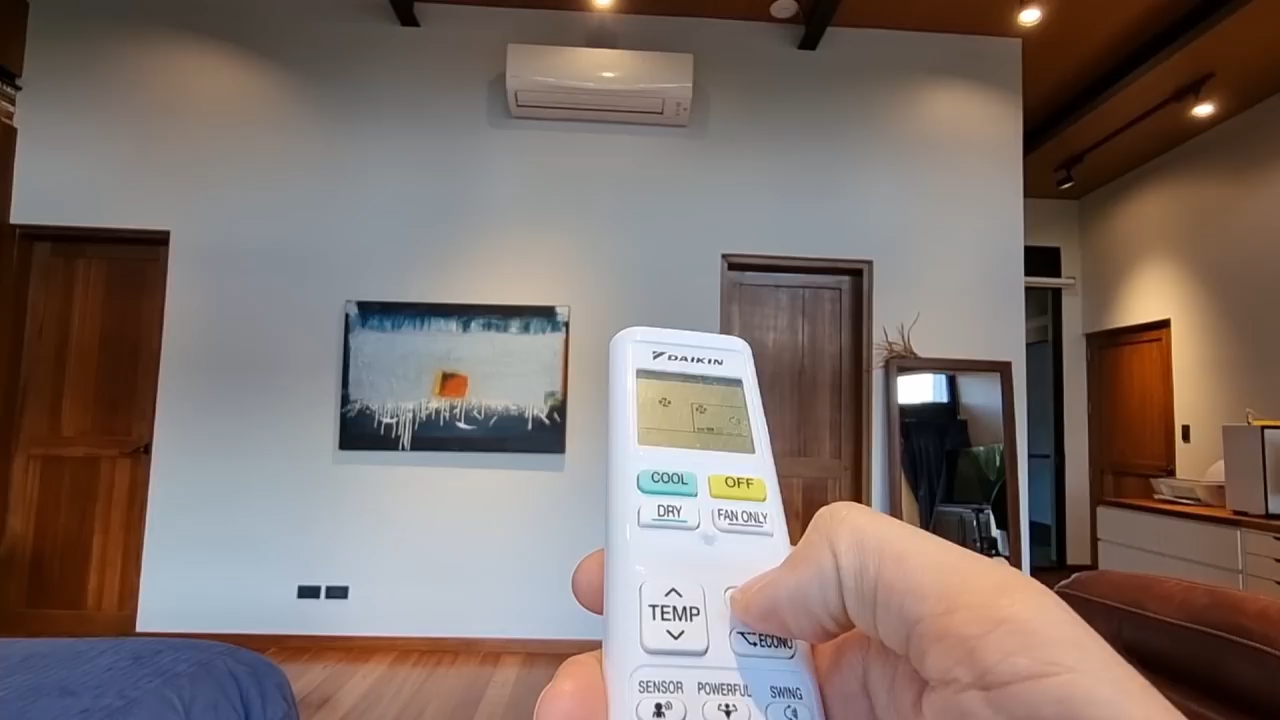 DAIKIN
COOL OFF
DRY FAN ONLY
TEMP
ECONO
SENSOR POWERFUL SWING